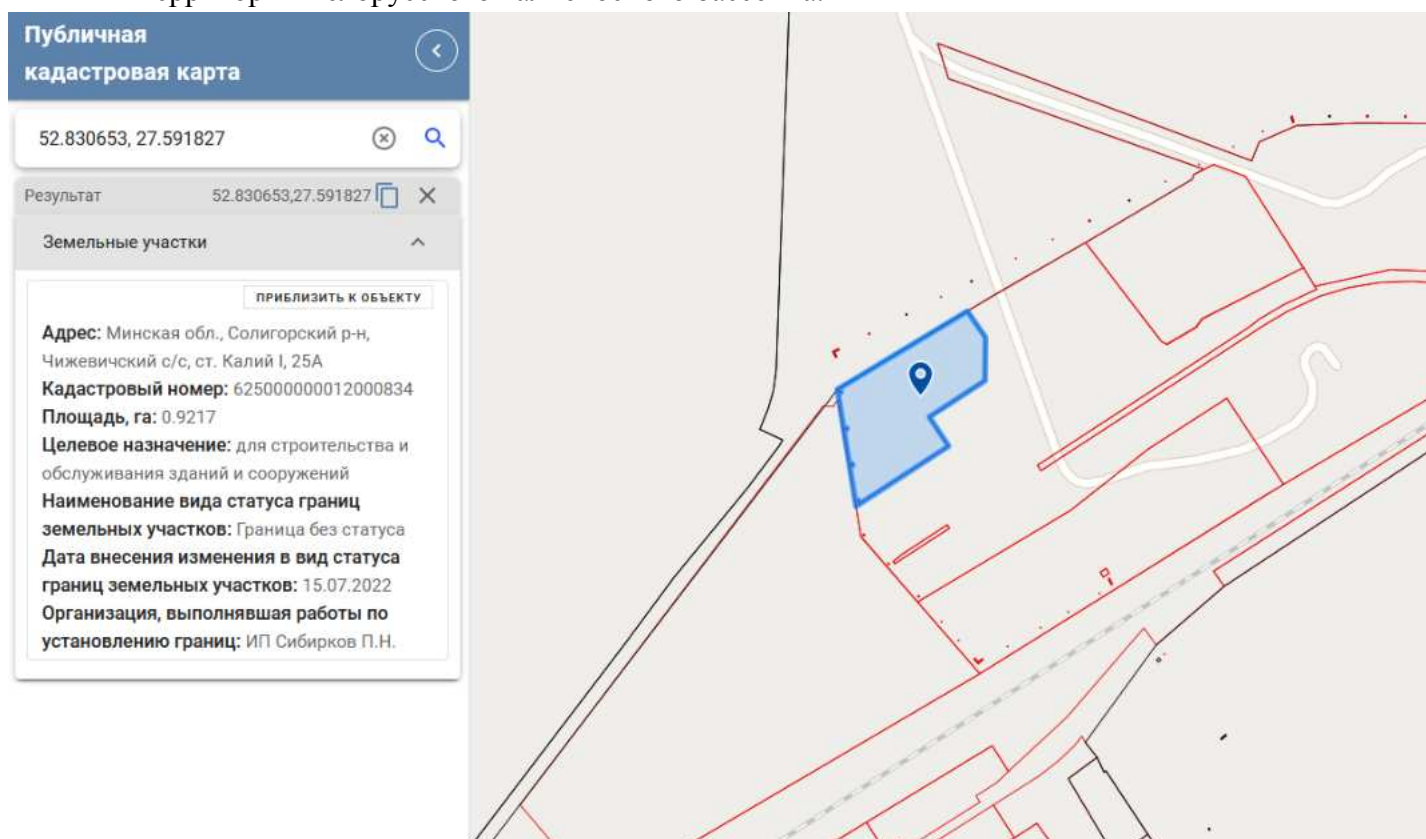 Публичная
кадастровая карта
52.830653, 27.591827
Результат 52.830653,27.591827
Земельные участки
ПРИБЛИЗИТЬ К ОБЪЕКТУ
Адрес: Минская обл., Солигорский р-н,
Чижевичский с/с, ст. Калий I, 25А
Кадастровый номер: 625000000012000834
Площадь, га: 0.9217
Целевое назначение: для строительства и
обслуживания зданий и сооружений
Наименование вида статуса границ
земельных участков: Граница без статуса
Дата внесения изменения в вид статуса
границ земельных участков: 15.07.2022
Организация, выполнявшая работы по
установлению границ: ИП Сибирков П.Н.